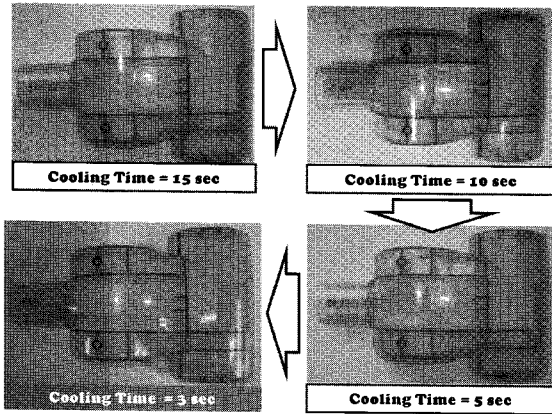 Cooling Time = 15 sec
Cooling Time = 10 sec
Cooling Time = 5 sec
Cooling Time = 3 sec